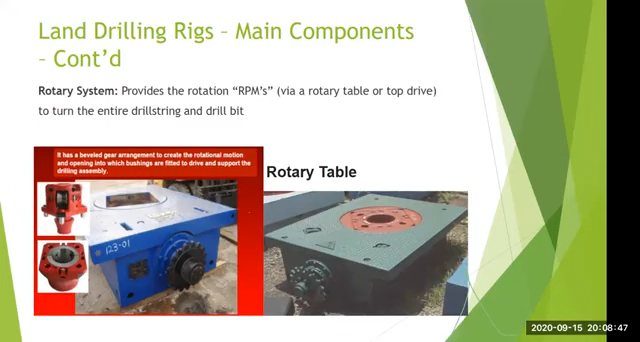 Land Drilling Rigs – Main Components
– Cont'd
Rotary System: Provides the rotation “RPM's” (via a rotary table or top drive)
to turn the entire drillstring and drill bit
It has a beveled gear arrangement to create the rotational motion
and opening into which bushings are fitted to drive and support the
drilling assembly.
Rotary Table
123-01
2020-09-15 20:08:47